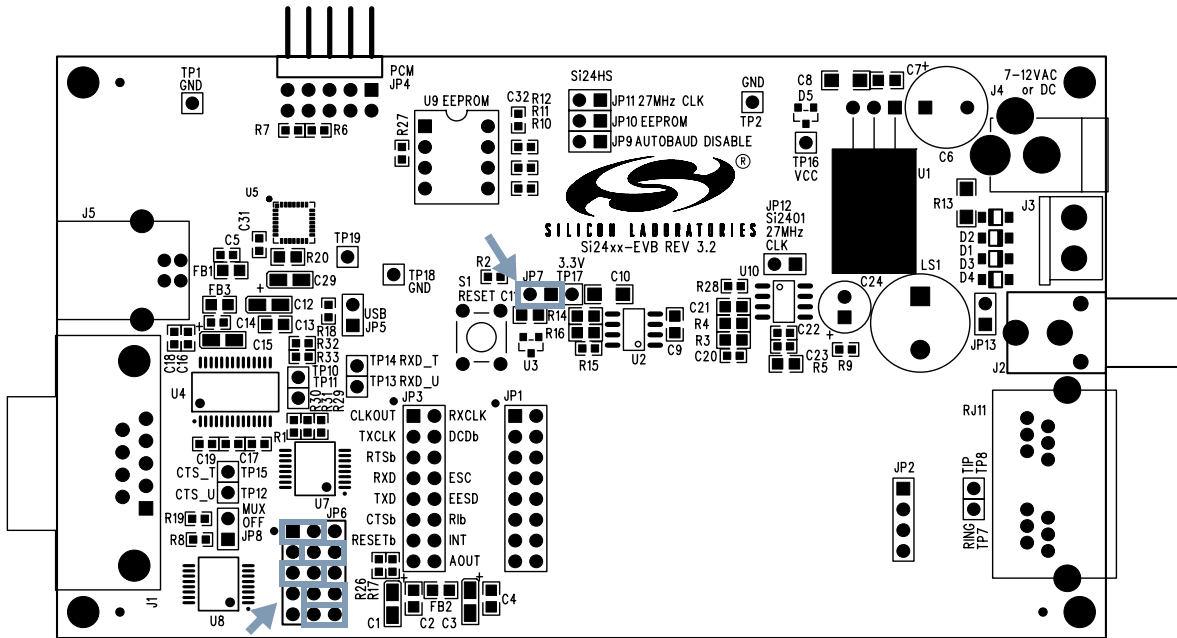 TP1
GND
PCM
JP4
R7
R6
R27
U9 EEPROM
C32
R12
R11
R10
Si24HS
JP11 27MHz CLK
JP10 EEPROM
JP9 AUTOBAUD DISABLE
GND
TP2
C8
D5
TP16
VCC
C7
+
7-12VAC
or DC
J4
C6
U1
®
SILICON LABORATORIES
Si24xx-EVB REV 3.2
JP12
Si2401
27MHz
CLK
R13
J3
D2
D1
D3
D4
J5
U5
C31
C5
FB1
R20
C29
TP19
TP18
GND
R2
JP7
3.3V
TP17
C10
U10
R28
C24
LS1
FB3
+
C12
C14
C13
+
C15
C18
C16
R18
USB
JP5
R32
R33
S1
RESET
C11
R14
R16
U3
R15
U2
C9
C21
R4
R3
C20
C22
C23
R5
R9
JP13
J2
U4
TP10
TP11
TP14 RXD_T
TP13 RXD_U
R30
R31
R29
R1
C19
C17
CTS_T TP15
CTS_U TP12
U7
MUX
OFF
JP8
R19
R8
U8
J1
JP6
JP3
JP1
CLKOUT RXCLK
TXCLK DCDb
RTSb
RXD ESC
TXD EESD
CTSb RIb
RESETb INT
AOUT
R26
R17
C1
+
C2
FB2
C3
+
C4
JP2
TIP
TP8
RING
TP7
RJ11